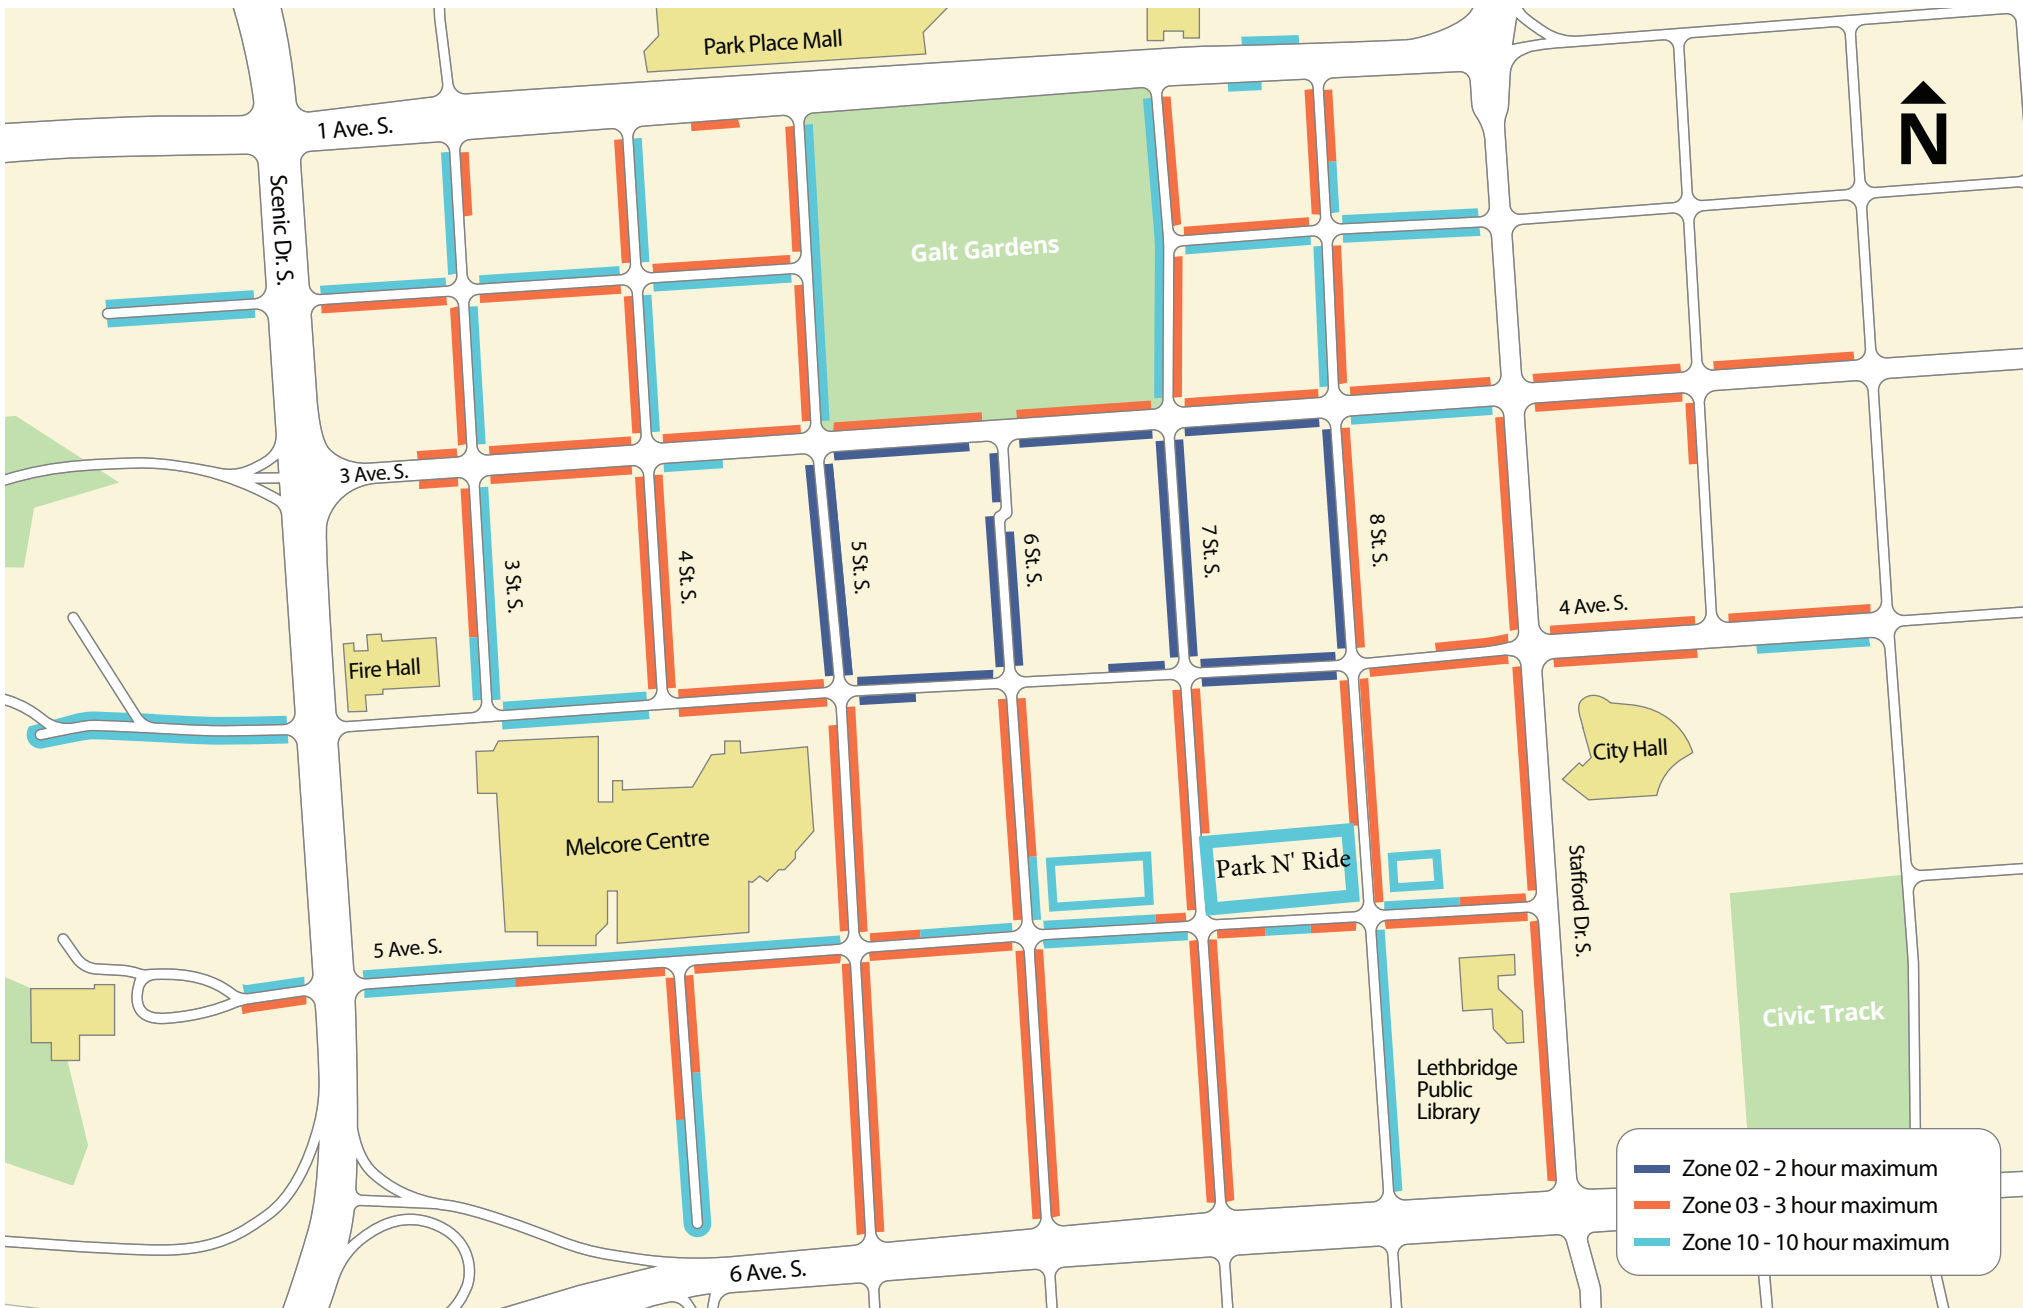 Park Place Mall
1 Ave. S.
N
Scenic Dr. S.
Galt Gardens
3 Ave. S.
3 St. S.
4 St. S.
5 St. S.
6 St. S.
7 St. S.
8 St. S.
4 Ave. S.
Fire Hall
City Hall
Melcore Centre
Park N' Ride
Stafford Dr. S.
5 Ave. S.
Civic Track
Lethbridge
Public
Library
6 Ave. S.
Zone 02 - 2 hour maximum
Zone 03 - 3 hour maximum
Zone 10 - 10 hour maximum